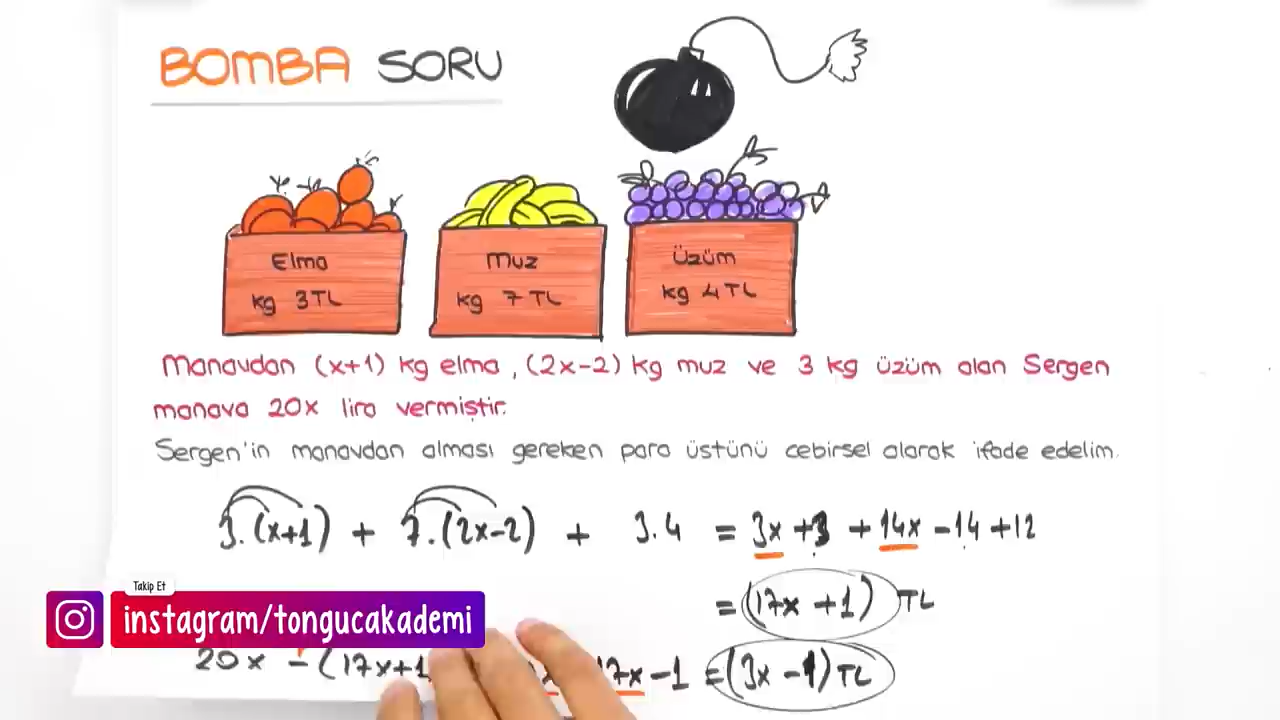 BOMBA SORU
Elma
kg 3TL
Muz
kg 7 TL
Üzüm
kg 4TL
Manavdan (x+1) kg elma, (2x-2) kg muz ve 3 kg üzüm alan Sergen
manava 20x lira vermiştir.
Sergen'in manavdan alması gereken para üstünü cebirsel olarak ifade edelim.
3.(x+1) + 7.(2x-2) + 3.4 = 3x +3 +14x -14 +12
=(17x +1) TL
Takip Et
instagram/tongucakademi
20x -(17x+1 17x -1 =(3x -1)TL